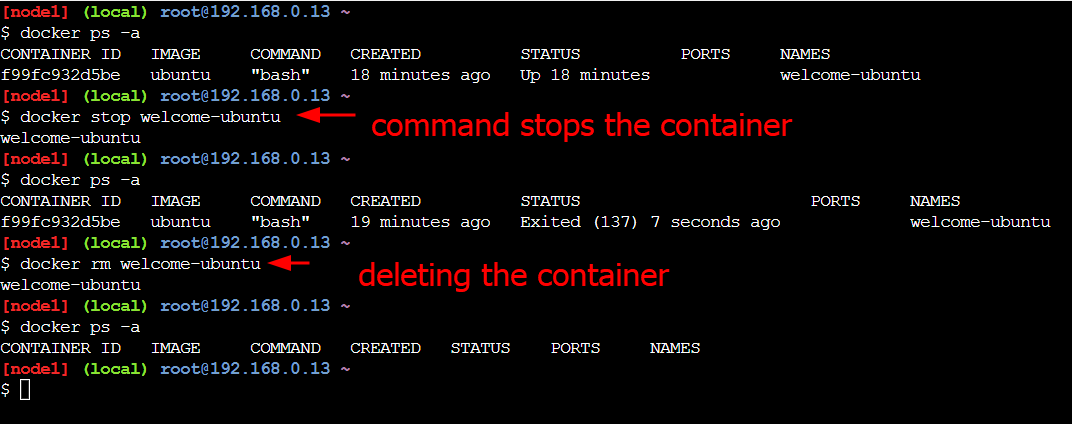 [node1] (local) root@192.168.0.13 ~
$ docker ps -a
CONTAINER ID   IMAGE     COMMAND   CREATED          STATUS          PORTS     NAMES
f99fc932d5be   ubuntu    "bash"    18 minutes ago   Up 18 minutes             welcome-ubuntu
[node1] (local) root@192.168.0.13 ~
$ docker stop welcome-ubuntu
command stops the container
welcome-ubuntu
[node1] (local) root@192.168.0.13 ~
$ docker ps -a
CONTAINER ID   IMAGE     COMMAND   CREATED          STATUS                       PORTS     NAMES
f99fc932d5be   ubuntu    "bash"    19 minutes ago   Exited (137) 7 seconds ago             welcome-ubuntu
[node1] (local) root@192.168.0.13 ~
$ docker rm welcome-ubuntu
deleting the container
welcome-ubuntu
[node1] (local) root@192.168.0.13 ~
$ docker ps -a
CONTAINER ID   IMAGE     COMMAND   CREATED   STATUS    PORTS     NAMES
[node1] (local) root@192.168.0.13 ~
$